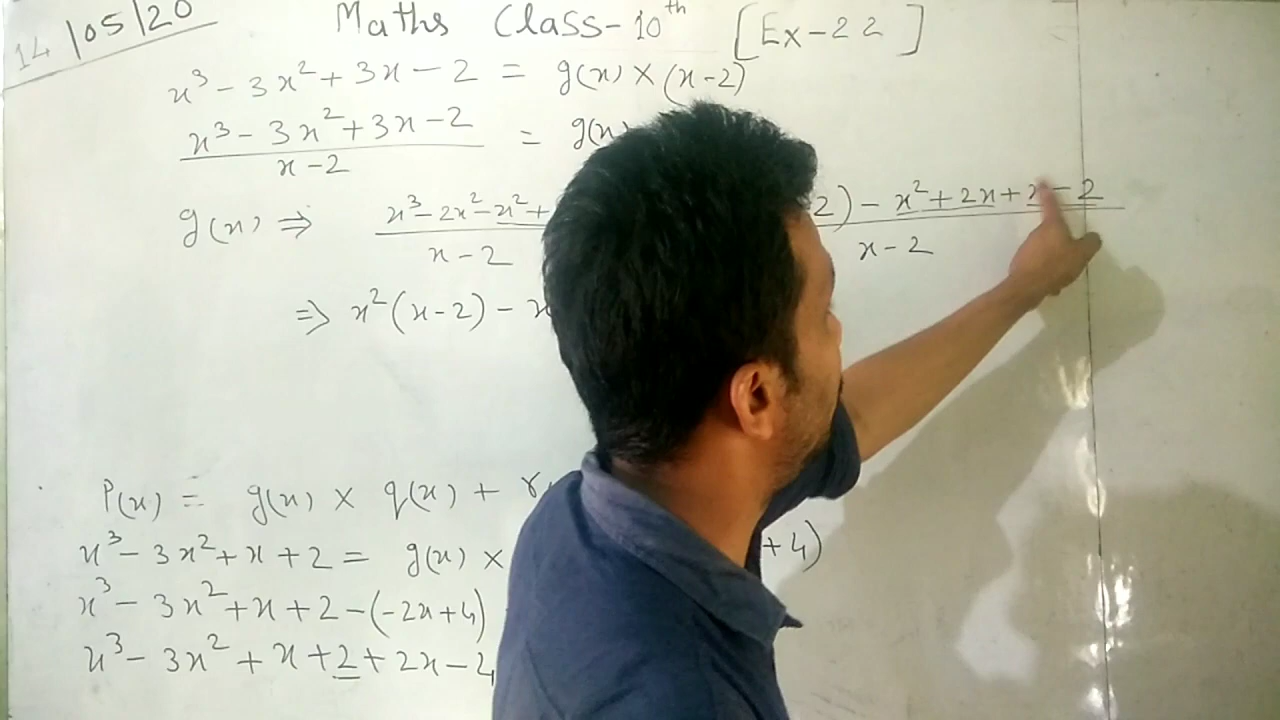 14/05/20
Maths Class-10th [Ex-22]
x³-3x²+3x-2 = g(x)×(x-2)
x³-3x²+3x-2
x-2
= g(x)
g(x) ⇒
x³-2x²-x²+
x-2
2)-x²+2x+x-2
x-2
⇒ x²(x-2)-x
P(x) = g(x) × q(x) + r
x³-3x²+x+2 = g(x) × +4)
x³-3x²+x+2-(-2x+4)
x³-3x²+x+2+2x-4